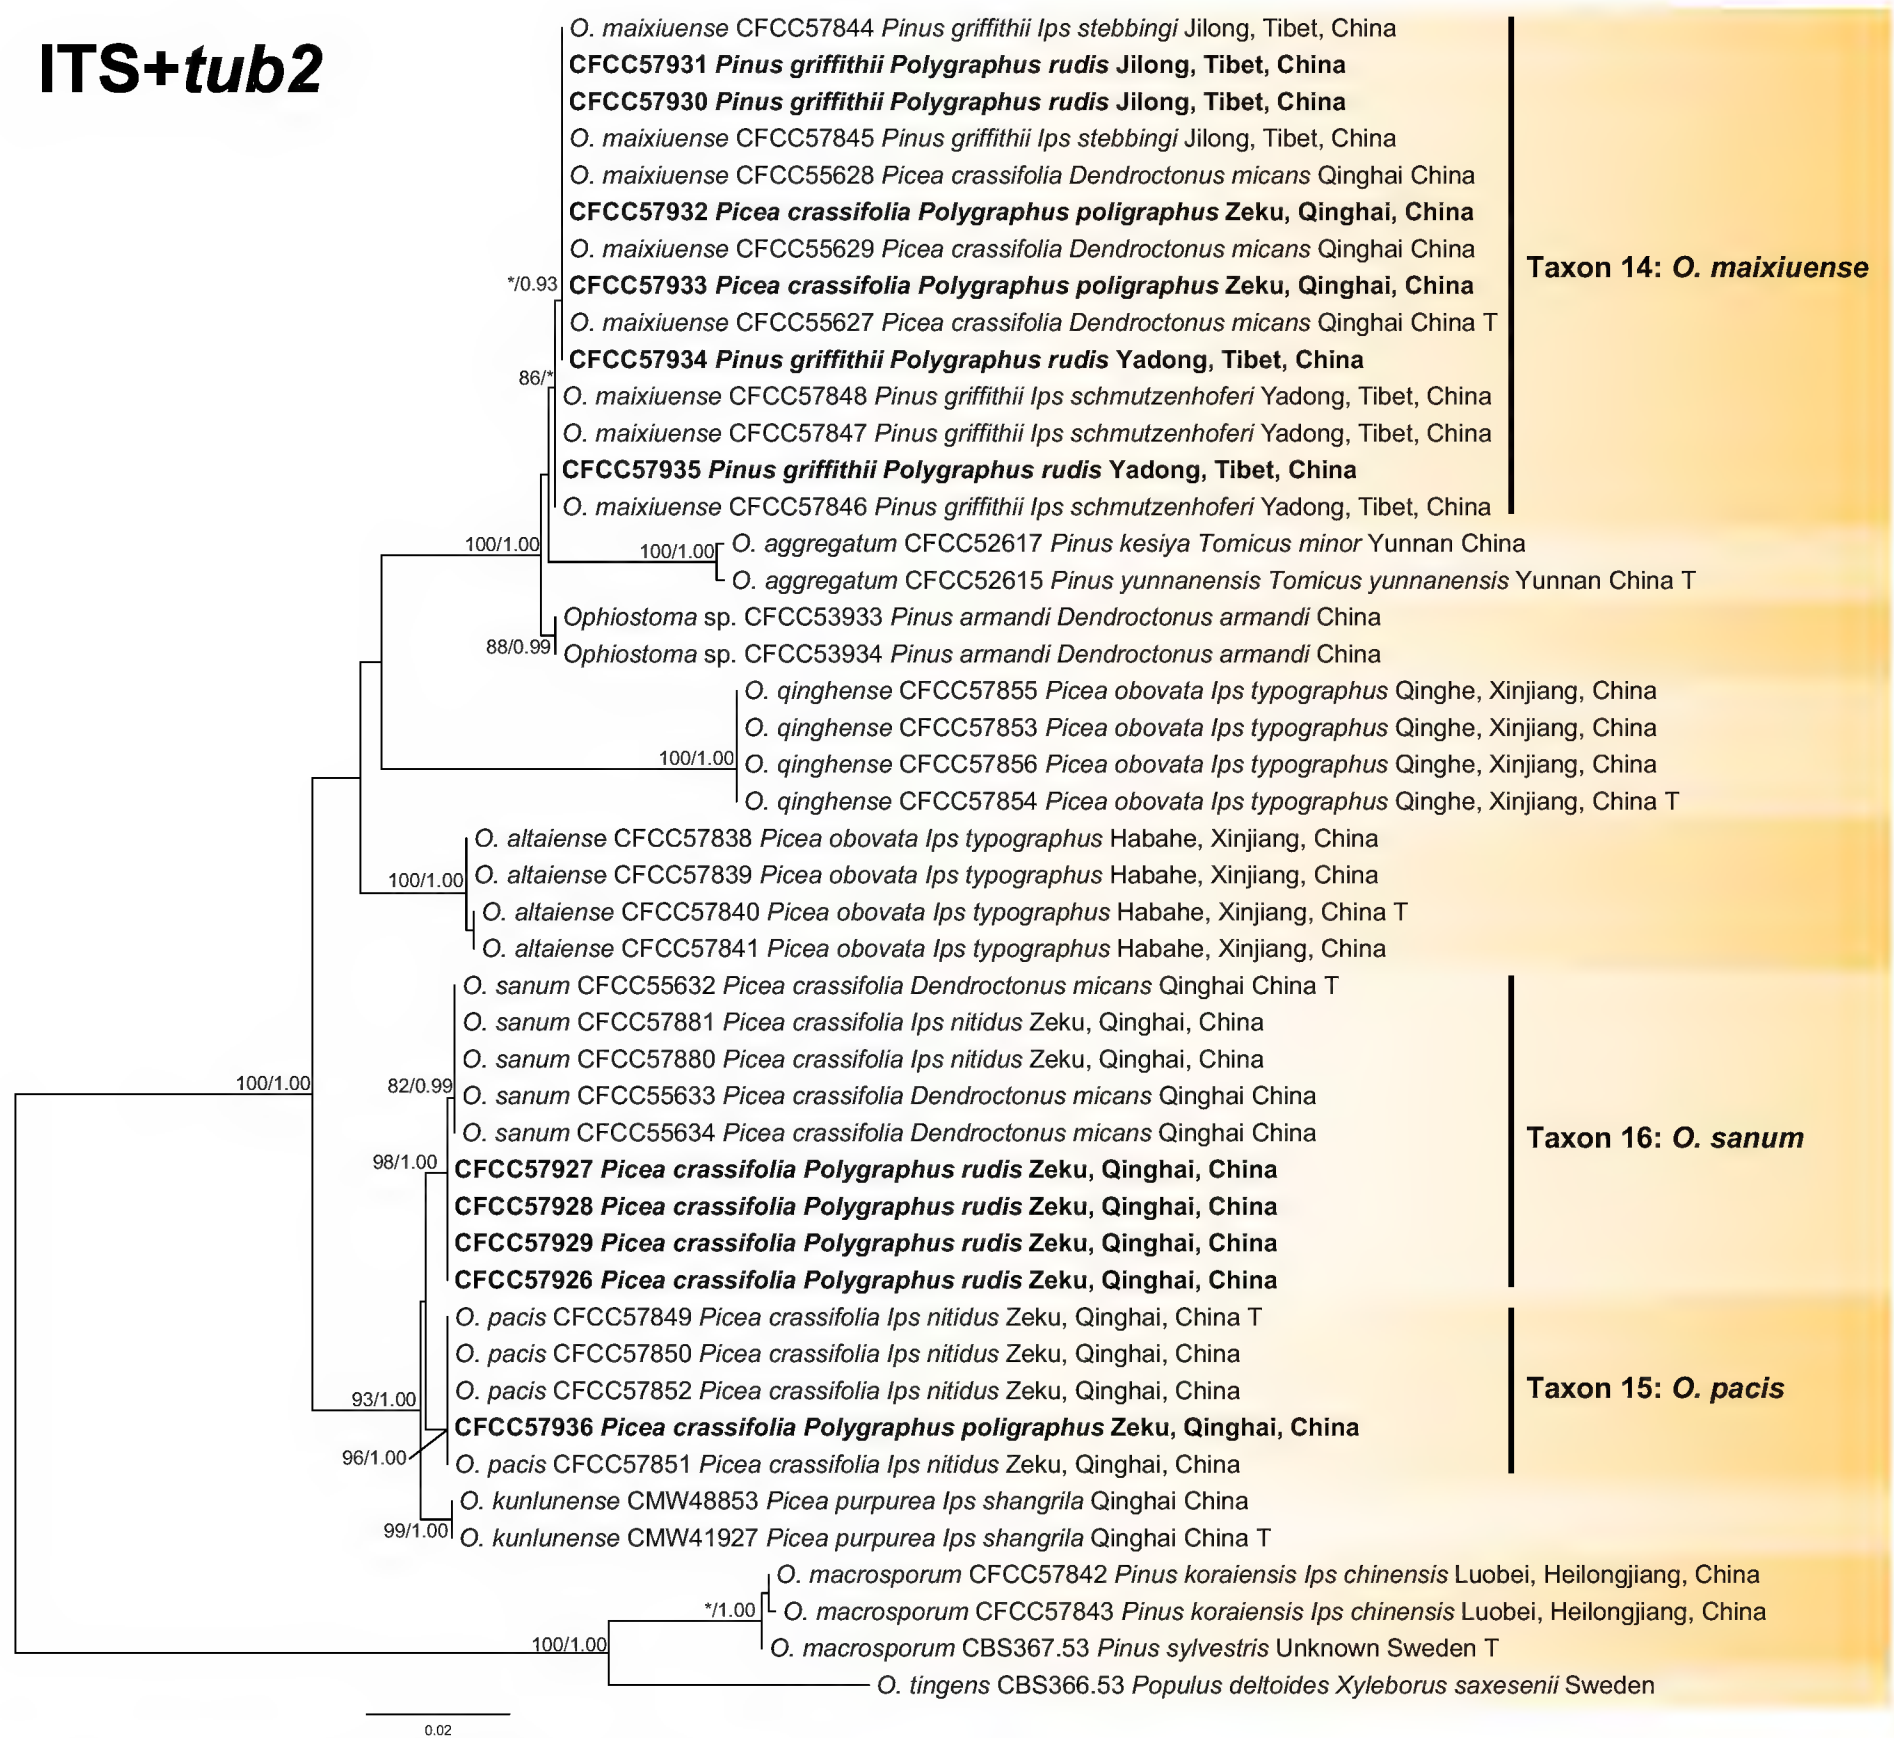 ITS+tub2
O. maixiuense CFCC57844 Pinus griffithii Ips stebbingi Jilong, Tibet, China
CFCC57931 Pinus griffithii Polygraphus rudis Jilong, Tibet, China
CFCC57930 Pinus griffithii Polygraphus rudis Jilong, Tibet, China
O. maixiuense CFCC57845 Pinus griffithii Ips stebbingi Jilong, Tibet, China
O. maixiuense CFCC55628 Picea crassifolia Dendroctonus micans Qinghai China
CFCC57932 Picea crassifolia Polygraphus poligraphus Zeku, Qinghai, China
O. maixiuense CFCC55629 Picea crassifolia Dendroctonus micans Qinghai China
Taxon 14: O. maixiuense
*/0.93
CFCC57933 Picea crassifolia Polygraphus poligraphus Zeku, Qinghai, China
O. maixiuense CFCC55627 Picea crassifolia Dendroctonus micans Qinghai China T
CFCC57934 Pinus griffithii Polygraphus rudis Yadong, Tibet, China
86/*
O. maixiuense CFCC57848 Pinus griffithii Ips schmutzenhoferi Yadong, Tibet, China
O. maixiuense CFCC57847 Pinus griffithii Ips schmutzenhoferi Yadong, Tibet, China
CFCC57935 Pinus griffithii Polygraphus rudis Yadong, Tibet, China
O. maixiuense CFCC57846 Pinus griffithii Ips schmutzenhoferi Yadong, Tibet, China
100/1.00
100/1.00
O. aggregatum CFCC52617 Pinus kesiya Tomicus minor Yunnan China
O. aggregatum CFCC52615 Pinus yunnanensis Tomicus yunnanensis Yunnan China T
Ophiostoma sp. CFCC53933 Pinus armandi Dendroctonus armandi China
88/0.99
Ophiostoma sp. CFCC53934 Pinus armandi Dendroctonus armandi China
O. qinghense CFCC57855 Picea obovata Ips typographus Qinghe, Xinjiang, China
O. qinghense CFCC57853 Picea obovata Ips typographus Qinghe, Xinjiang, China
100/1.00
O. qinghense CFCC57856 Picea obovata Ips typographus Qinghe, Xinjiang, China
O. qinghense CFCC57854 Picea obovata Ips typographus Qinghe, Xinjiang, China T
O. altaiense CFCC57838 Picea obovata Ips typographus Habahe, Xinjiang, China
100/1.00
O. altaiense CFCC57839 Picea obovata Ips typographus Habahe, Xinjiang, China
O. altaiense CFCC57840 Picea obovata Ips typographus Habahe, Xinjiang, China T
O. altaiense CFCC57841 Picea obovata Ips typographus Habahe, Xinjiang, China
O. sanum CFCC55632 Picea crassifolia Dendroctonus micans Qinghai China T
O. sanum CFCC57881 Picea crassifolia Ips nitidus Zeku, Qinghai, China
O. sanum CFCC57880 Picea crassifolia Ips nitidus Zeku, Qinghai, China
100/1.00
82/0.99
O. sanum CFCC55633 Picea crassifolia Dendroctonus micans Qinghai China
O. sanum CFCC55634 Picea crassifolia Dendroctonus micans Qinghai China
Taxon 16: O. sanum
98/1.00
CFCC57927 Picea crassifolia Polygraphus rudis Zeku, Qinghai, China
CFCC57928 Picea crassifolia Polygraphus rudis Zeku, Qinghai, China
CFCC57929 Picea crassifolia Polygraphus rudis Zeku, Qinghai, China
CFCC57926 Picea crassifolia Polygraphus rudis Zeku, Qinghai, China
O. pacis CFCC57849 Picea crassifolia Ips nitidus Zeku, Qinghai, China T
O. pacis CFCC57850 Picea crassifolia Ips nitidus Zeku, Qinghai, China
93/1.00
O. pacis CFCC57852 Picea crassifolia Ips nitidus Zeku, Qinghai, China
Taxon 15: O. pacis
CFCC57936 Picea crassifolia Polygraphus poligraphus Zeku, Qinghai, China
96/1.00
O. pacis CFCC57851 Picea crassifolia Ips nitidus Zeku, Qinghai, China
O. kunlunense CMW48853 Picea purpurea Ips shangrila Qinghai China
99/1.00
O. kunlunense CMW41927 Picea purpurea Ips shangrila Qinghai China T
O. macrosporum CFCC57842 Pinus koraiensis Ips chinensis Luobei, Heilongjiang, China
*/1.00
O. macrosporum CFCC57843 Pinus koraiensis Ips chinensis Luobei, Heilongjiang, China
100/1.00
O. macrosporum CBS367.53 Pinus sylvestris Unknown Sweden T
O. tingens CBS366.53 Populus deltoides Xyleborus saxesenii Sweden
0.02